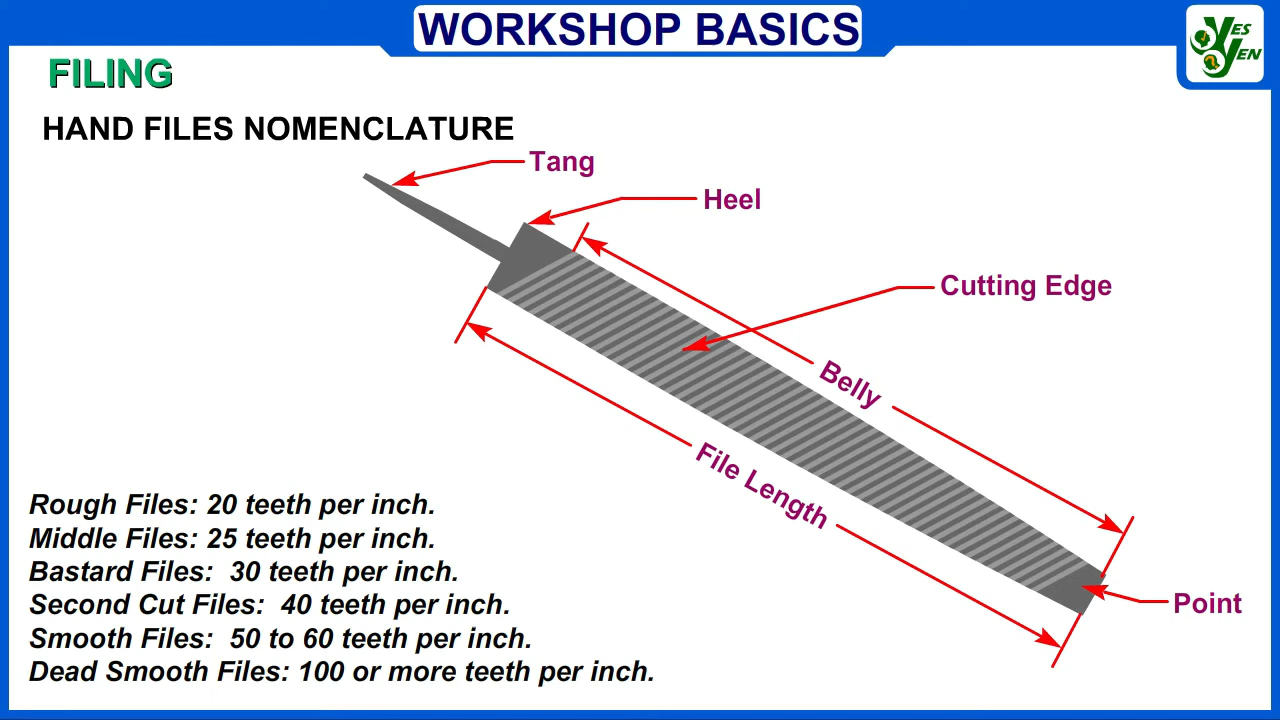 WORKSHOP BASICS
YES
YEN
FILING
HAND FILES NOMENCLATURE
Tang
Heel
Cutting Edge
Belly
File Length
Point
Rough Files: 20 teeth per inch.
Middle Files: 25 teeth per inch.
Bastard Files:  30 teeth per inch.
Second Cut Files:  40 teeth per inch.
Smooth Files:  50 to 60 teeth per inch.
Dead Smooth Files: 100 or more teeth per inch.